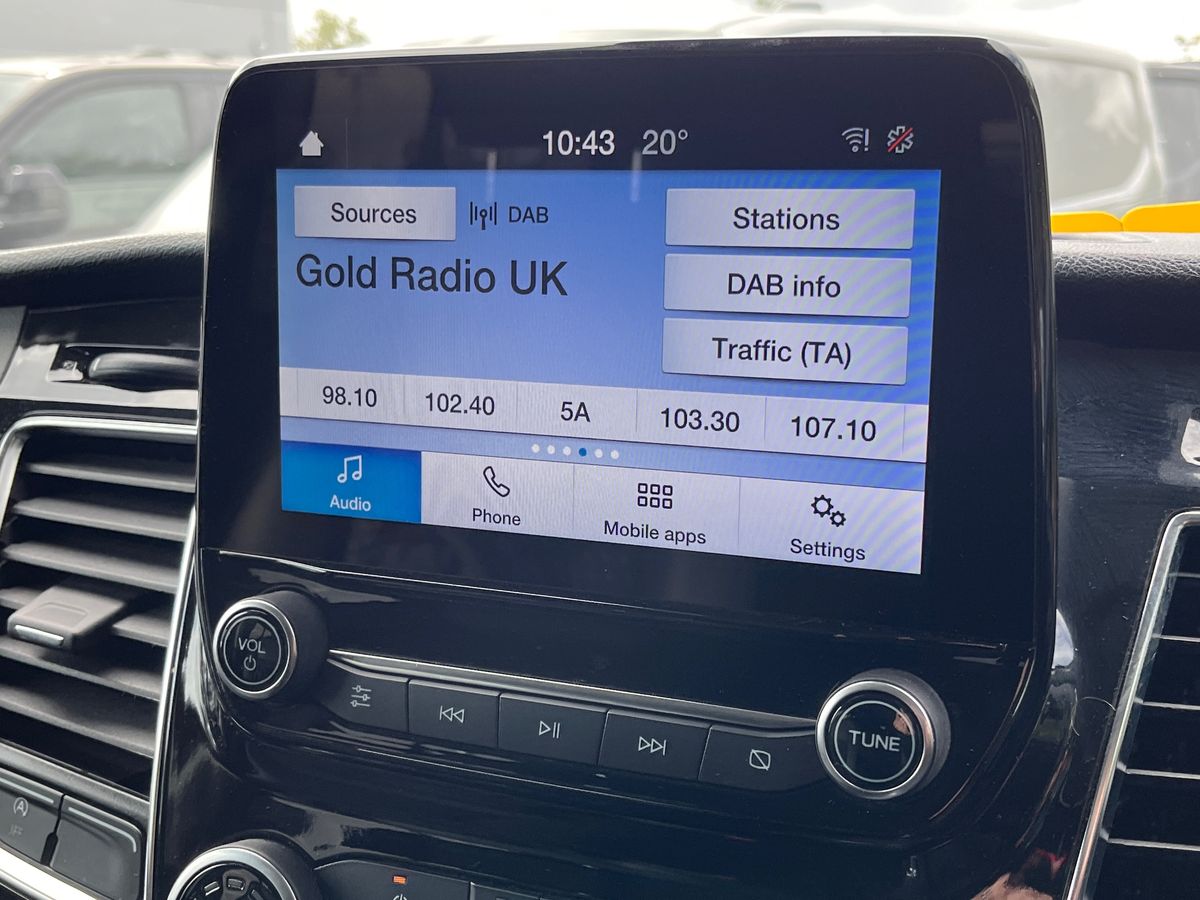 10:43 20°
Sources DAB
Stations
Gold Radio UK
DAB info
Traffic (TA)
98.10 102.40 5A 103.30 107.10
Audio Phone Mobile apps Settings
VOL
TUNE
A